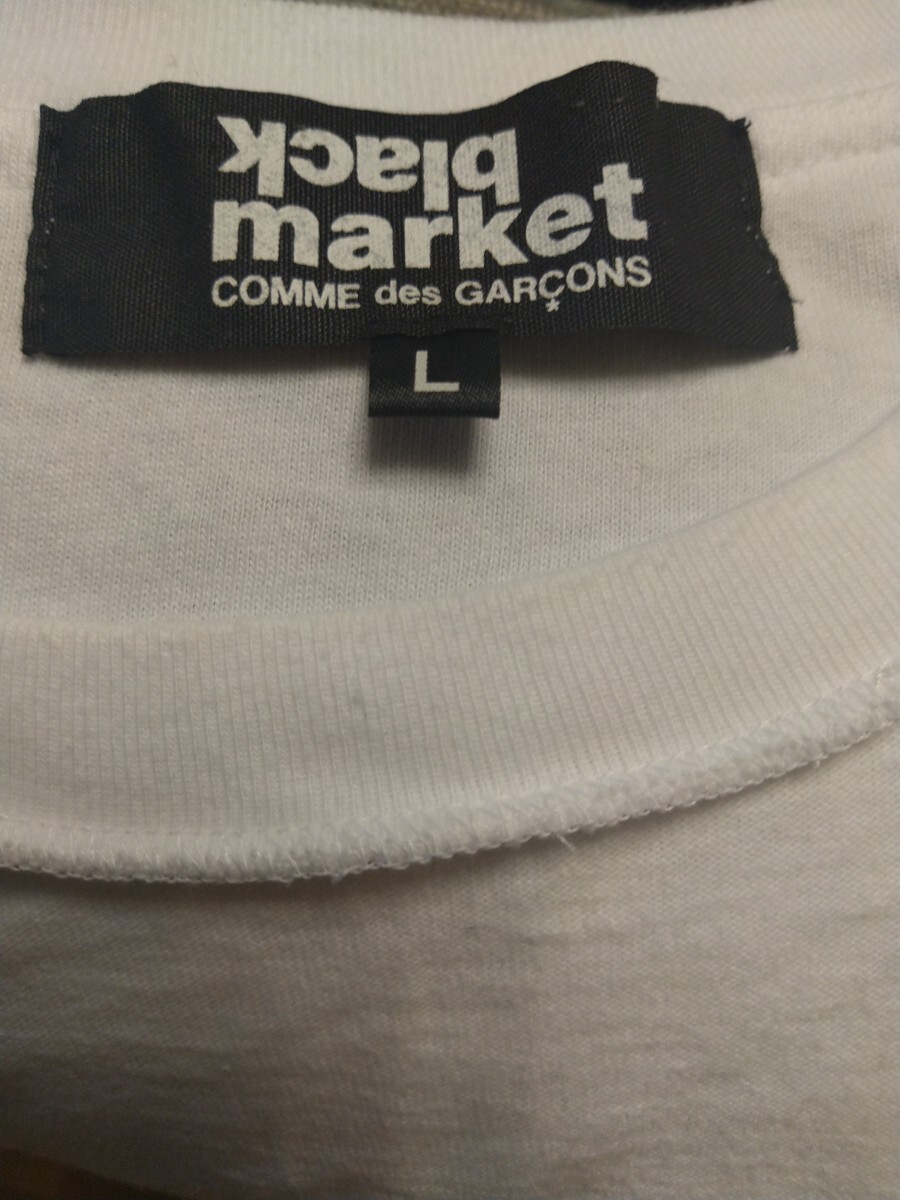 black
market
COMME des GARÇONS
*
L